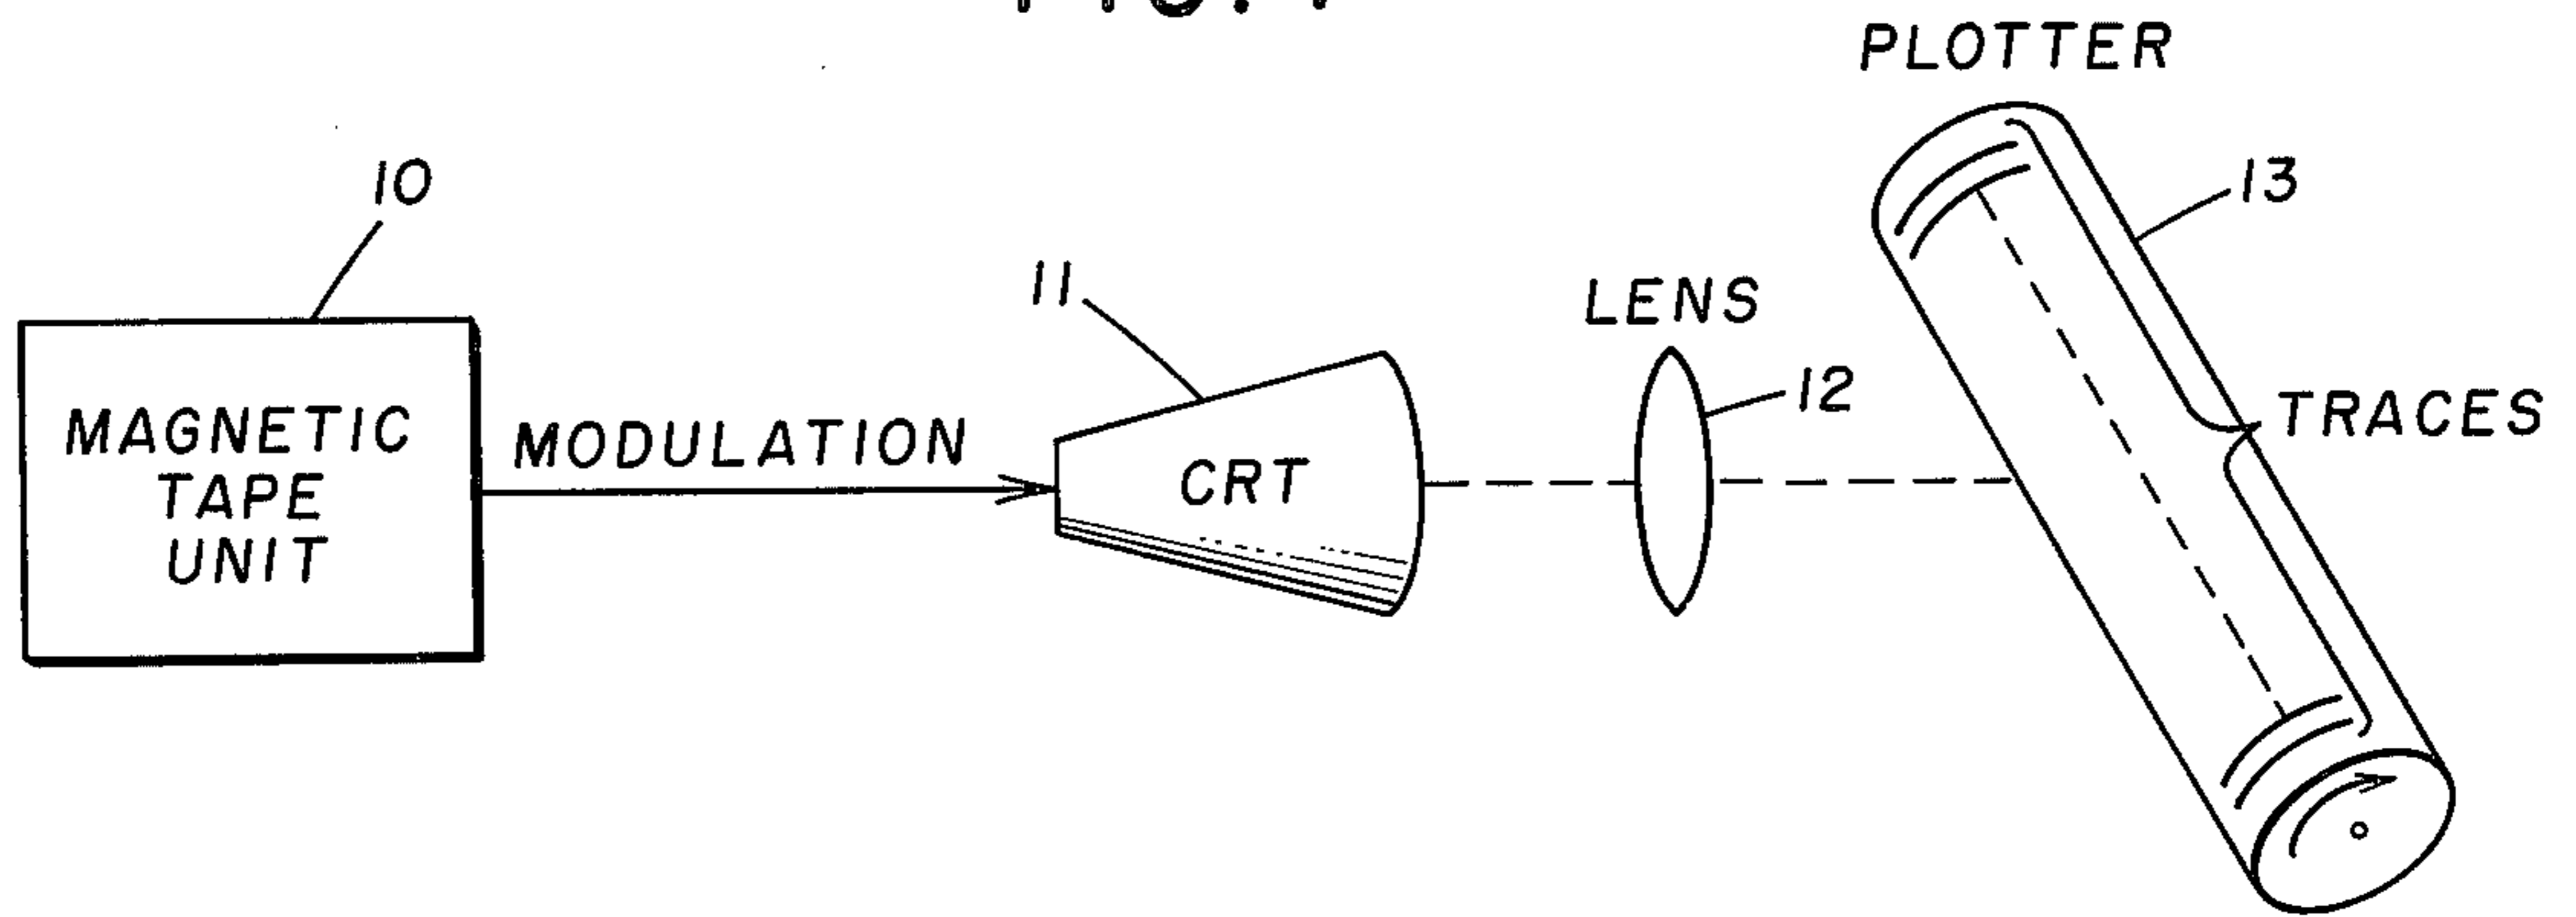 PLOTTER
10
13
11
LENS
12
MAGNETIC
TAPE
UNIT
MODULATION
CRT
TRACES